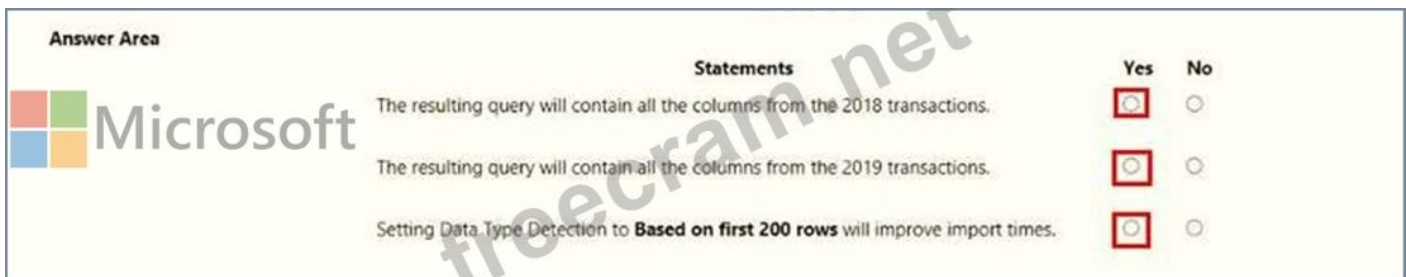 Answer Area
Statements Yes No
Microsoft
The resulting query will contain all the columns from the 2018 transactions.
The resulting query will contain all the columns from the 2019 transactions.
Setting Data Type Detection to Based on first 200 rows will improve import times.
freecram.net